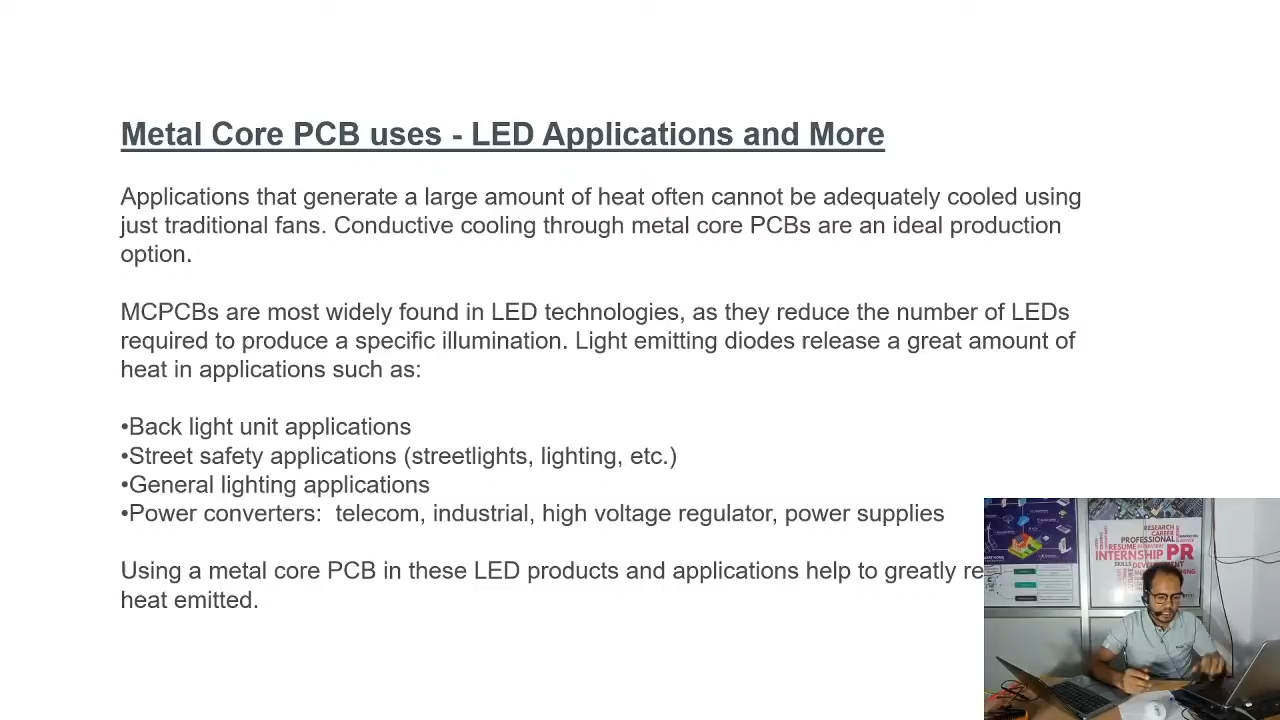 Metal Core PCB uses - LED Applications and More
Applications that generate a large amount of heat often cannot be adequately cooled using
just traditional fans. Conductive cooling through metal core PCBs are an ideal production
option.
MCPCBs are most widely found in LED technologies, as they reduce the number of LEDs
required to produce a specific illumination. Light emitting diodes release a great amount of
heat in applications such as:
•Back light unit applications
•Street safety applications (streetlights, lighting, etc.)
•General lighting applications
•Power converters:  telecom, industrial, high voltage regulator, power supplies
Using a metal core PCB in these LED products and applications help to greatly re
heat emitted.
RESEARCH
CAREER
PROFESSIONAL
RESUME
INTERNSHIP PR
SKILLS